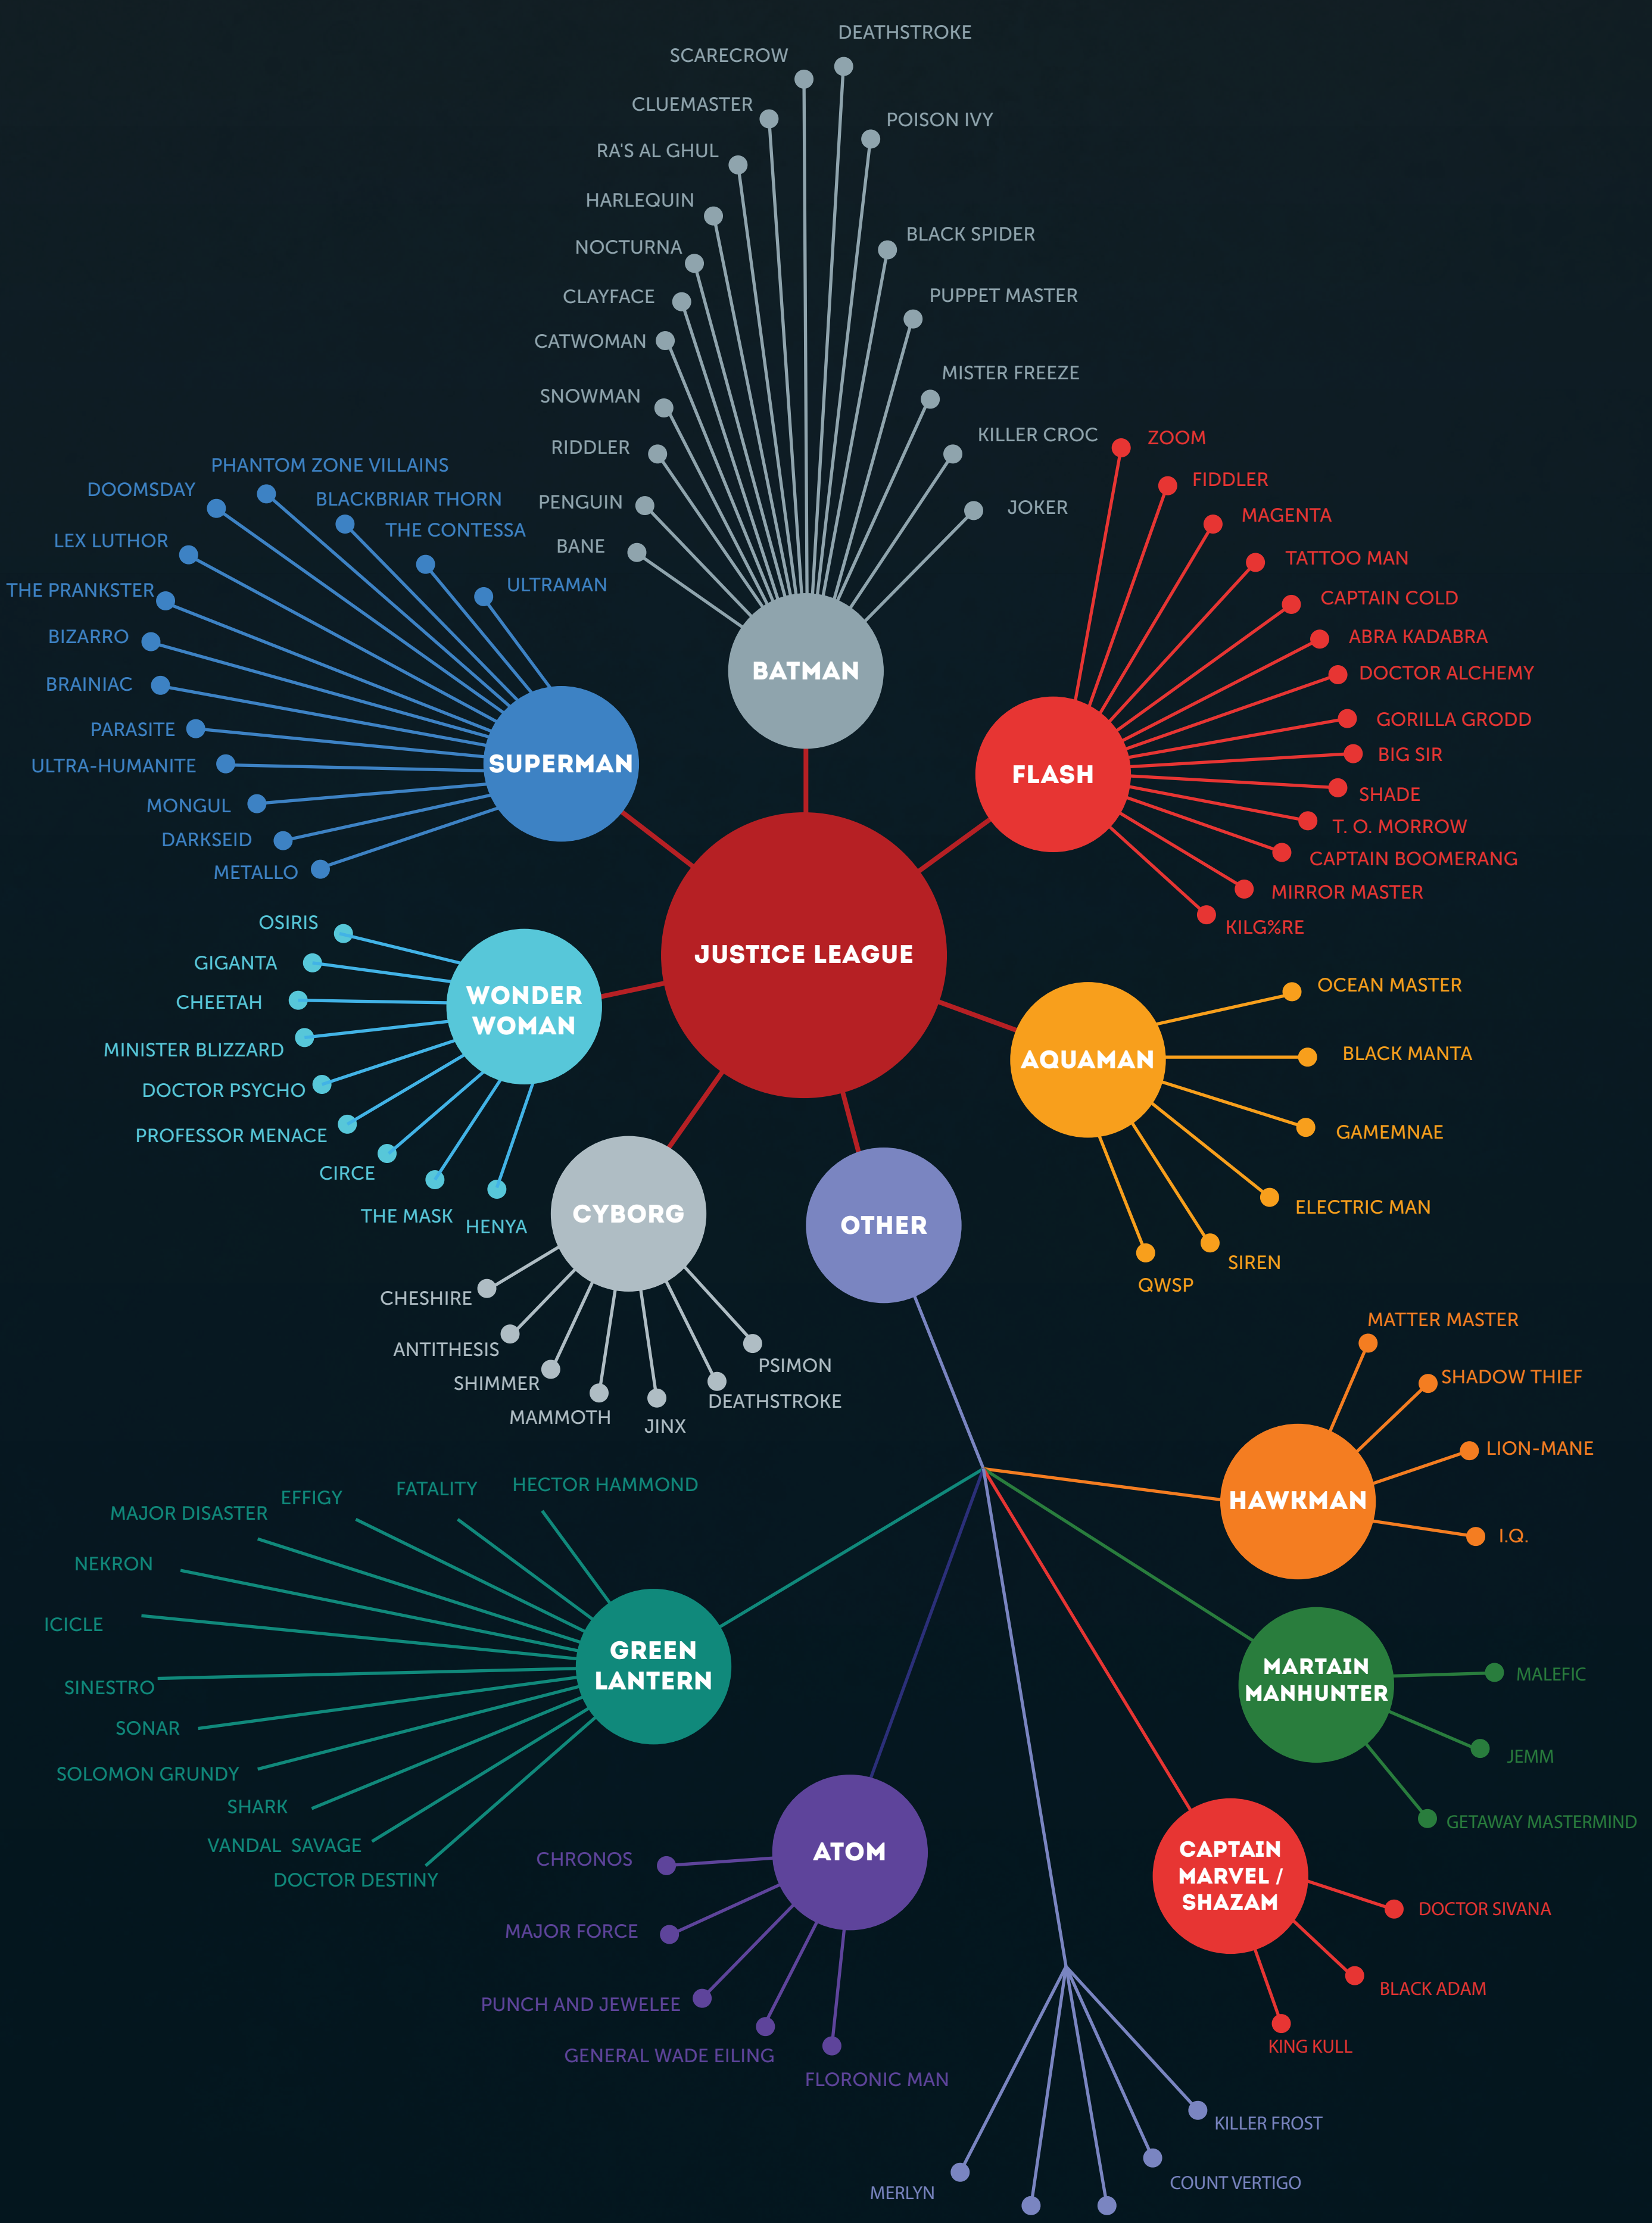 DEATHSTROKE
SCARECROW
CLUEMASTER
POISON IVY
RA'S AL GHUL
HARLEQUIN
BLACK SPIDER
NOCTURNA
CLAYFACE
PUPPET MASTER
CATWOMAN
MISTER FREEZE
SNOWMAN
KILLER CROC
RIDDLER
PENGUIN
JOKER
BANE
BATMAN
PHANTOM ZONE VILLAINS
DOOMSDAY
BLACKBRIAR THORN
THE CONTESSA
LEX LUTHOR
ULTRAMAN
THE PRANKSTER
BIZARRO
BRAINIAC
PARASITE
ULTRA-HUMANITE
MONGUL
DARKSEID
METALLO
SUPERMAN
ZOOM
FIDDLER
MAGENTA
TATTOO MAN
CAPTAIN COLD
ABRA KADABRA
DOCTOR ALCHEMY
GORILLA GRODD
BIG SIR
SHADE
T. O. MORROW
CAPTAIN BOOMERANG
MIRROR MASTER
KILG%RE
FLASH
JUSTICE LEAGUE
OSIRIS
GIGANTA
CHEETAH
MINISTER BLIZZARD
DOCTOR PSYCHO
PROFESSOR MENACE
CIRCE
THE MASK
HENYA
WONDER
WOMAN
OCEAN MASTER
BLACK MANTA
GAMEMNAE
ELECTRIC MAN
SIREN
QWSP
AQUAMAN
CYBORG
CHESHIRE
ANTITHESIS
SHIMMER
MAMMOTH
JINX
DEATHSTROKE
PSIMON
OTHER
MATTER MASTER
SHADOW THIEF
LION-MANE
I.Q.
HAWKMAN
HECTOR HAMMOND
FATALITY
EFFIGY
MAJOR DISASTER
NEKRON
ICICLE
SINESTRO
SONAR
SOLOMON GRUNDY
SHARK
VANDAL  SAVAGE
DOCTOR DESTINY
GREEN
LANTERN
MARTAIN
MANHUNTER
MALEFIC
JEMM
GETAWAY MASTERMIND
ATOM
CHRONOS
MAJOR FORCE
PUNCH AND JEWELEE
GENERAL WADE EILING
FLORONIC MAN
CAPTAIN
MARVEL /
SHAZAM
DOCTOR SIVANA
BLACK ADAM
KING KULL
KILLER FROST
COUNT VERTIGO
MERLYN